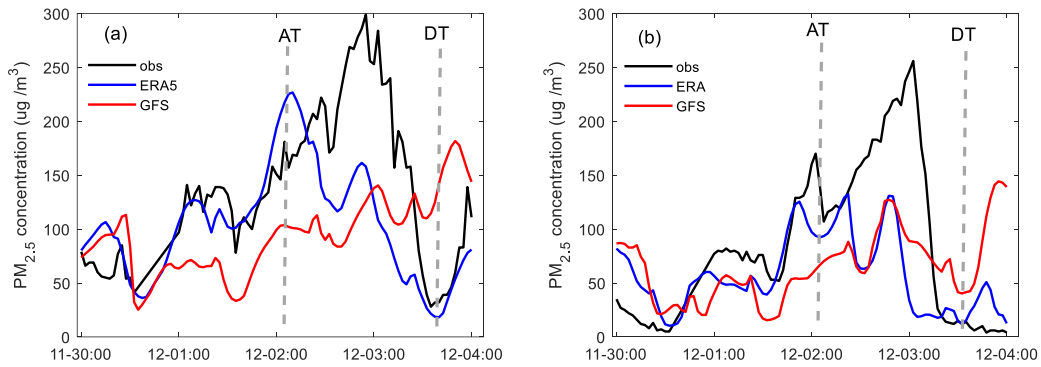 (a)
AT
DT
obs
ERA5
GFS
300
250
200
150
100
50
0
PM2.5 concentration (ug /m3)
11-30:00
12-01:00
12-02:00
12-03:00
12-04:00
(b)
AT
DT
obs
ERA
GFS
300
250
200
150
100
50
0
PM2.5 concentration (ug /m3)
11-30:00
12-01:00
12-02:00
12-03:00
12-04:00